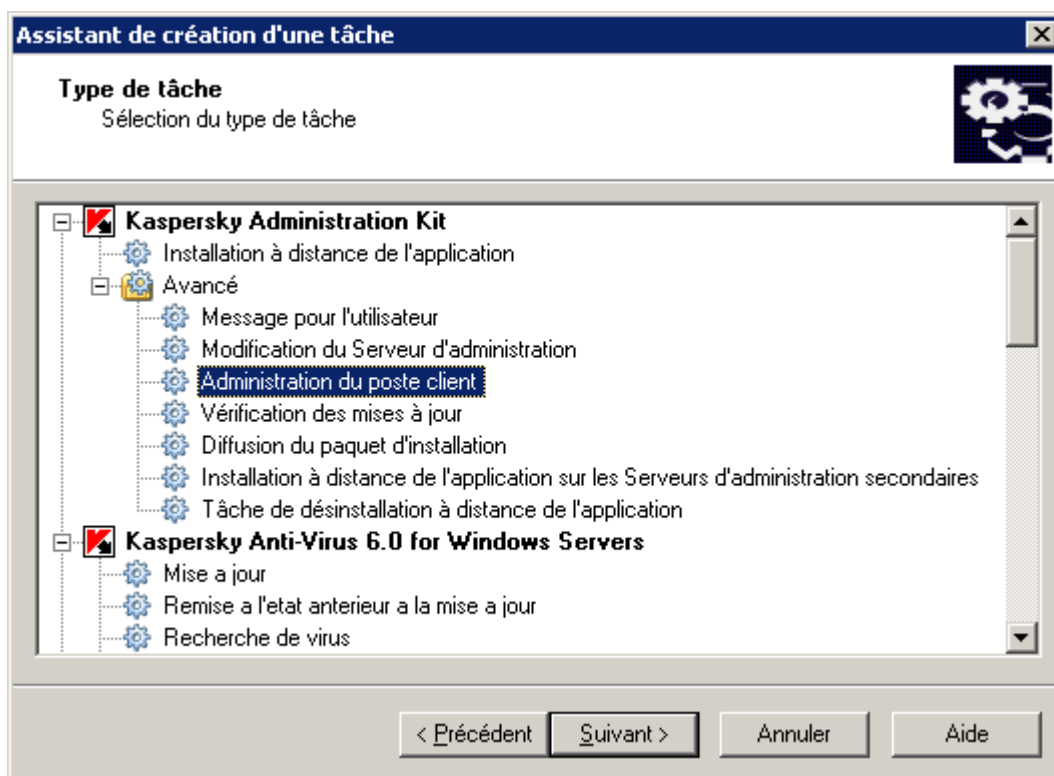 Assistant de création d'une tâche
Type de tâche
Sélection du type de tâche
Kaspersky Administration Kit
Installation à distance de l'application
Avancé
Message pour l'utilisateur
Modification du Serveur d'administration
Administration du poste client
Vérification des mises à jour
Diffusion du paquet d'installation
Installation à distance de l'application sur les Serveurs d'administration secondaires
Tâche de désinstallation à distance de l'application
Kaspersky Anti-Virus 6.0 for Windows Servers
Mise a jour
Remise a l'etat anterieur a la mise a jour
Recherche de virus
< Précédent Suivant > Annuler Aide